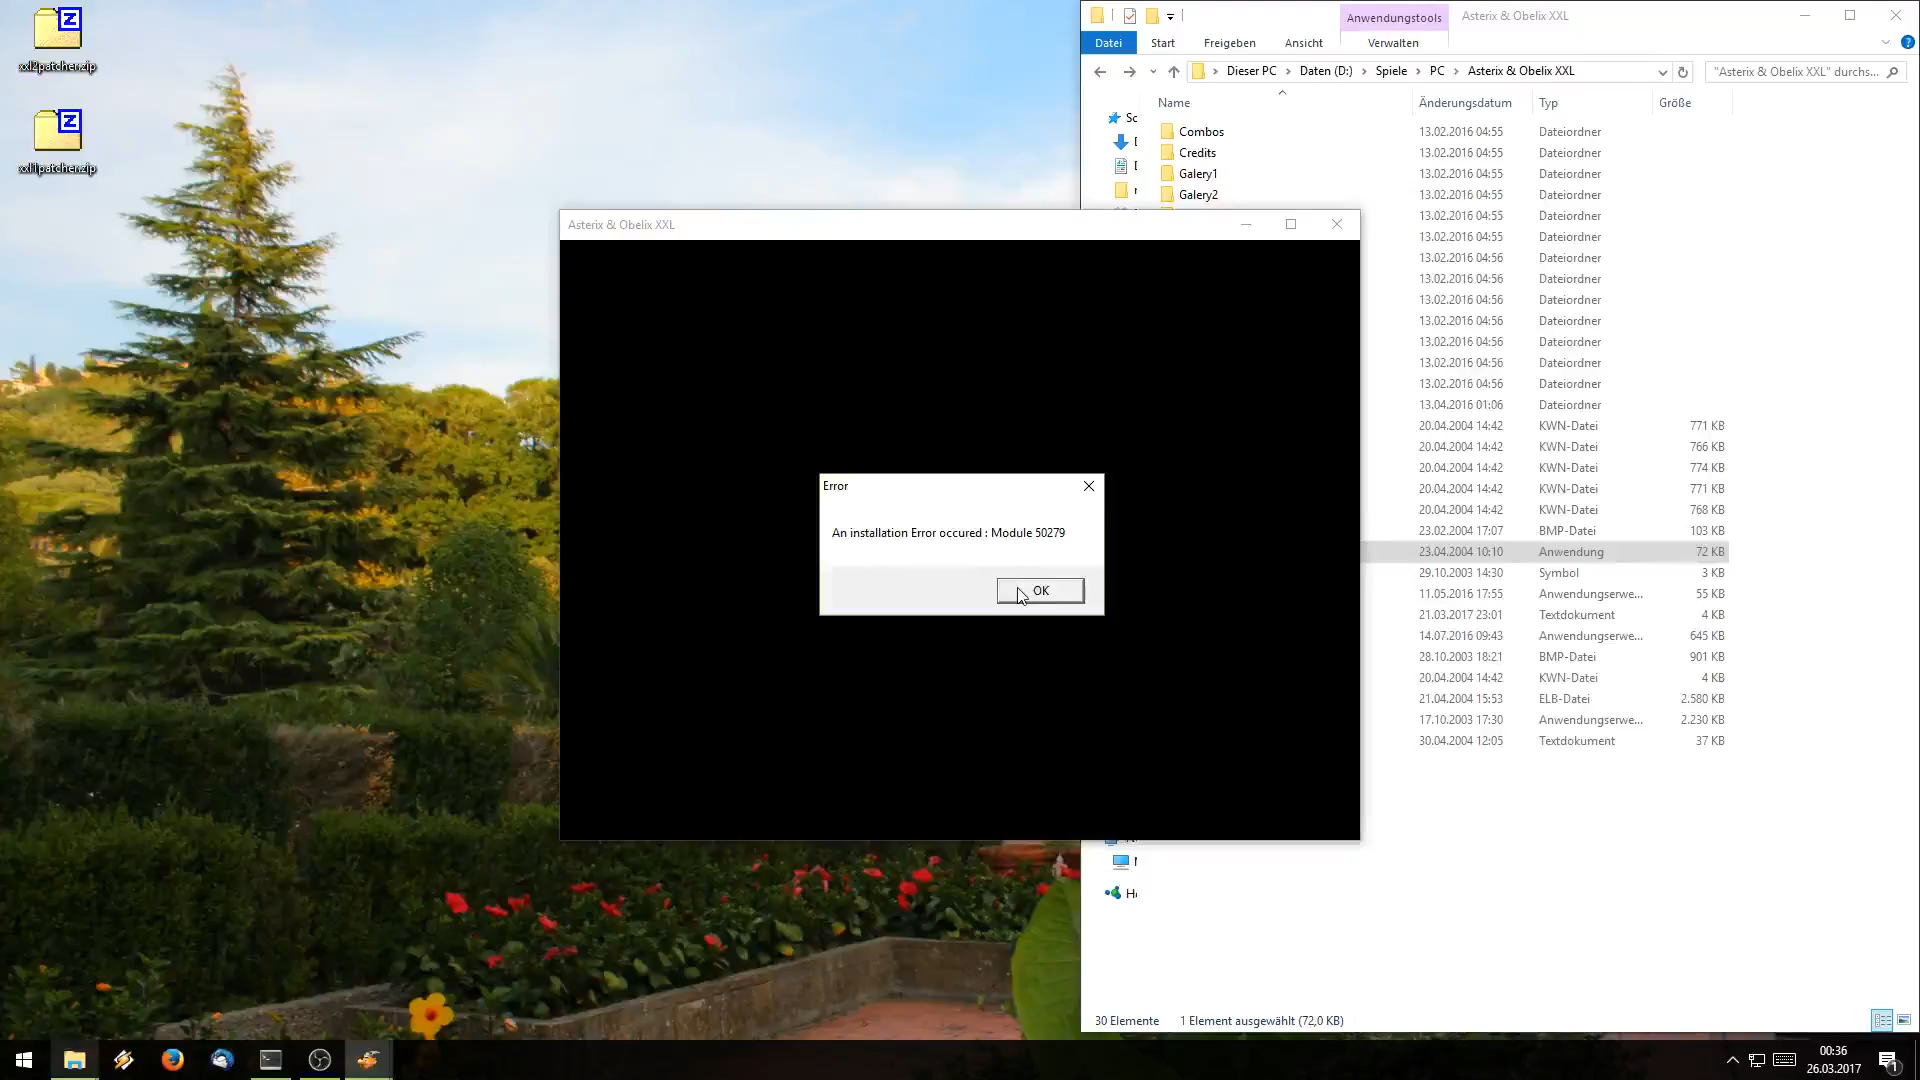 xxl2patcher.zip
xxl1patcher.zip
Anwendungstools
Asterix & Obelix XXL
Datei
Start
Freigeben
Ansicht
Verwalten
Dieser PC
Daten (D:)
Spiele
PC
Asterix & Obelix XXL
"Asterix & Obelix XXL" durchs...
Name
Änderungsdatum
Typ
Größe
Combos 13.02.2016 04:55 Dateiordner
Credits 13.02.2016 04:55 Dateiordner
Galery1 13.02.2016 04:55 Dateiordner
Galery2 13.02.2016 04:55 Dateiordner
13.02.2016 04:55 Dateiordner
13.02.2016 04:55 Dateiordner
13.02.2016 04:56 Dateiordner
13.02.2016 04:56 Dateiordner
13.02.2016 04:56 Dateiordner
13.02.2016 04:56 Dateiordner
13.02.2016 04:56 Dateiordner
13.02.2016 04:56 Dateiordner
13.02.2016 04:56 Dateiordner
13.04.2016 01:06 Dateiordner
20.04.2004 14:42 KWN-Datei 771 KB
20.04.2004 14:42 KWN-Datei 766 KB
20.04.2004 14:42 KWN-Datei 774 KB
20.04.2004 14:42 KWN-Datei 771 KB
20.04.2004 14:42 KWN-Datei 768 KB
23.02.2004 17:07 BMP-Datei 103 KB
23.04.2004 10:10 Anwendung 72 KB
29.10.2003 14:30 Symbol 3 KB
11.05.2016 17:55 Anwendungserwe... 55 KB
21.03.2017 23:01 Textdokument 4 KB
14.07.2016 09:43 Anwendungserwe... 645 KB
28.10.2003 18:21 BMP-Datei 901 KB
20.04.2004 14:42 KWN-Datei 4 KB
21.04.2004 15:53 ELB-Datei 2.580 KB
17.10.2003 17:30 Anwendungserwe... 2.230 KB
30.04.2004 12:05 Textdokument 37 KB
Asterix & Obelix XXL
Error
An installation Error occured : Module 50279
OK
30 Elemente
1 Element ausgewählt (72,0 KB)
00:36
26.03.2017
1